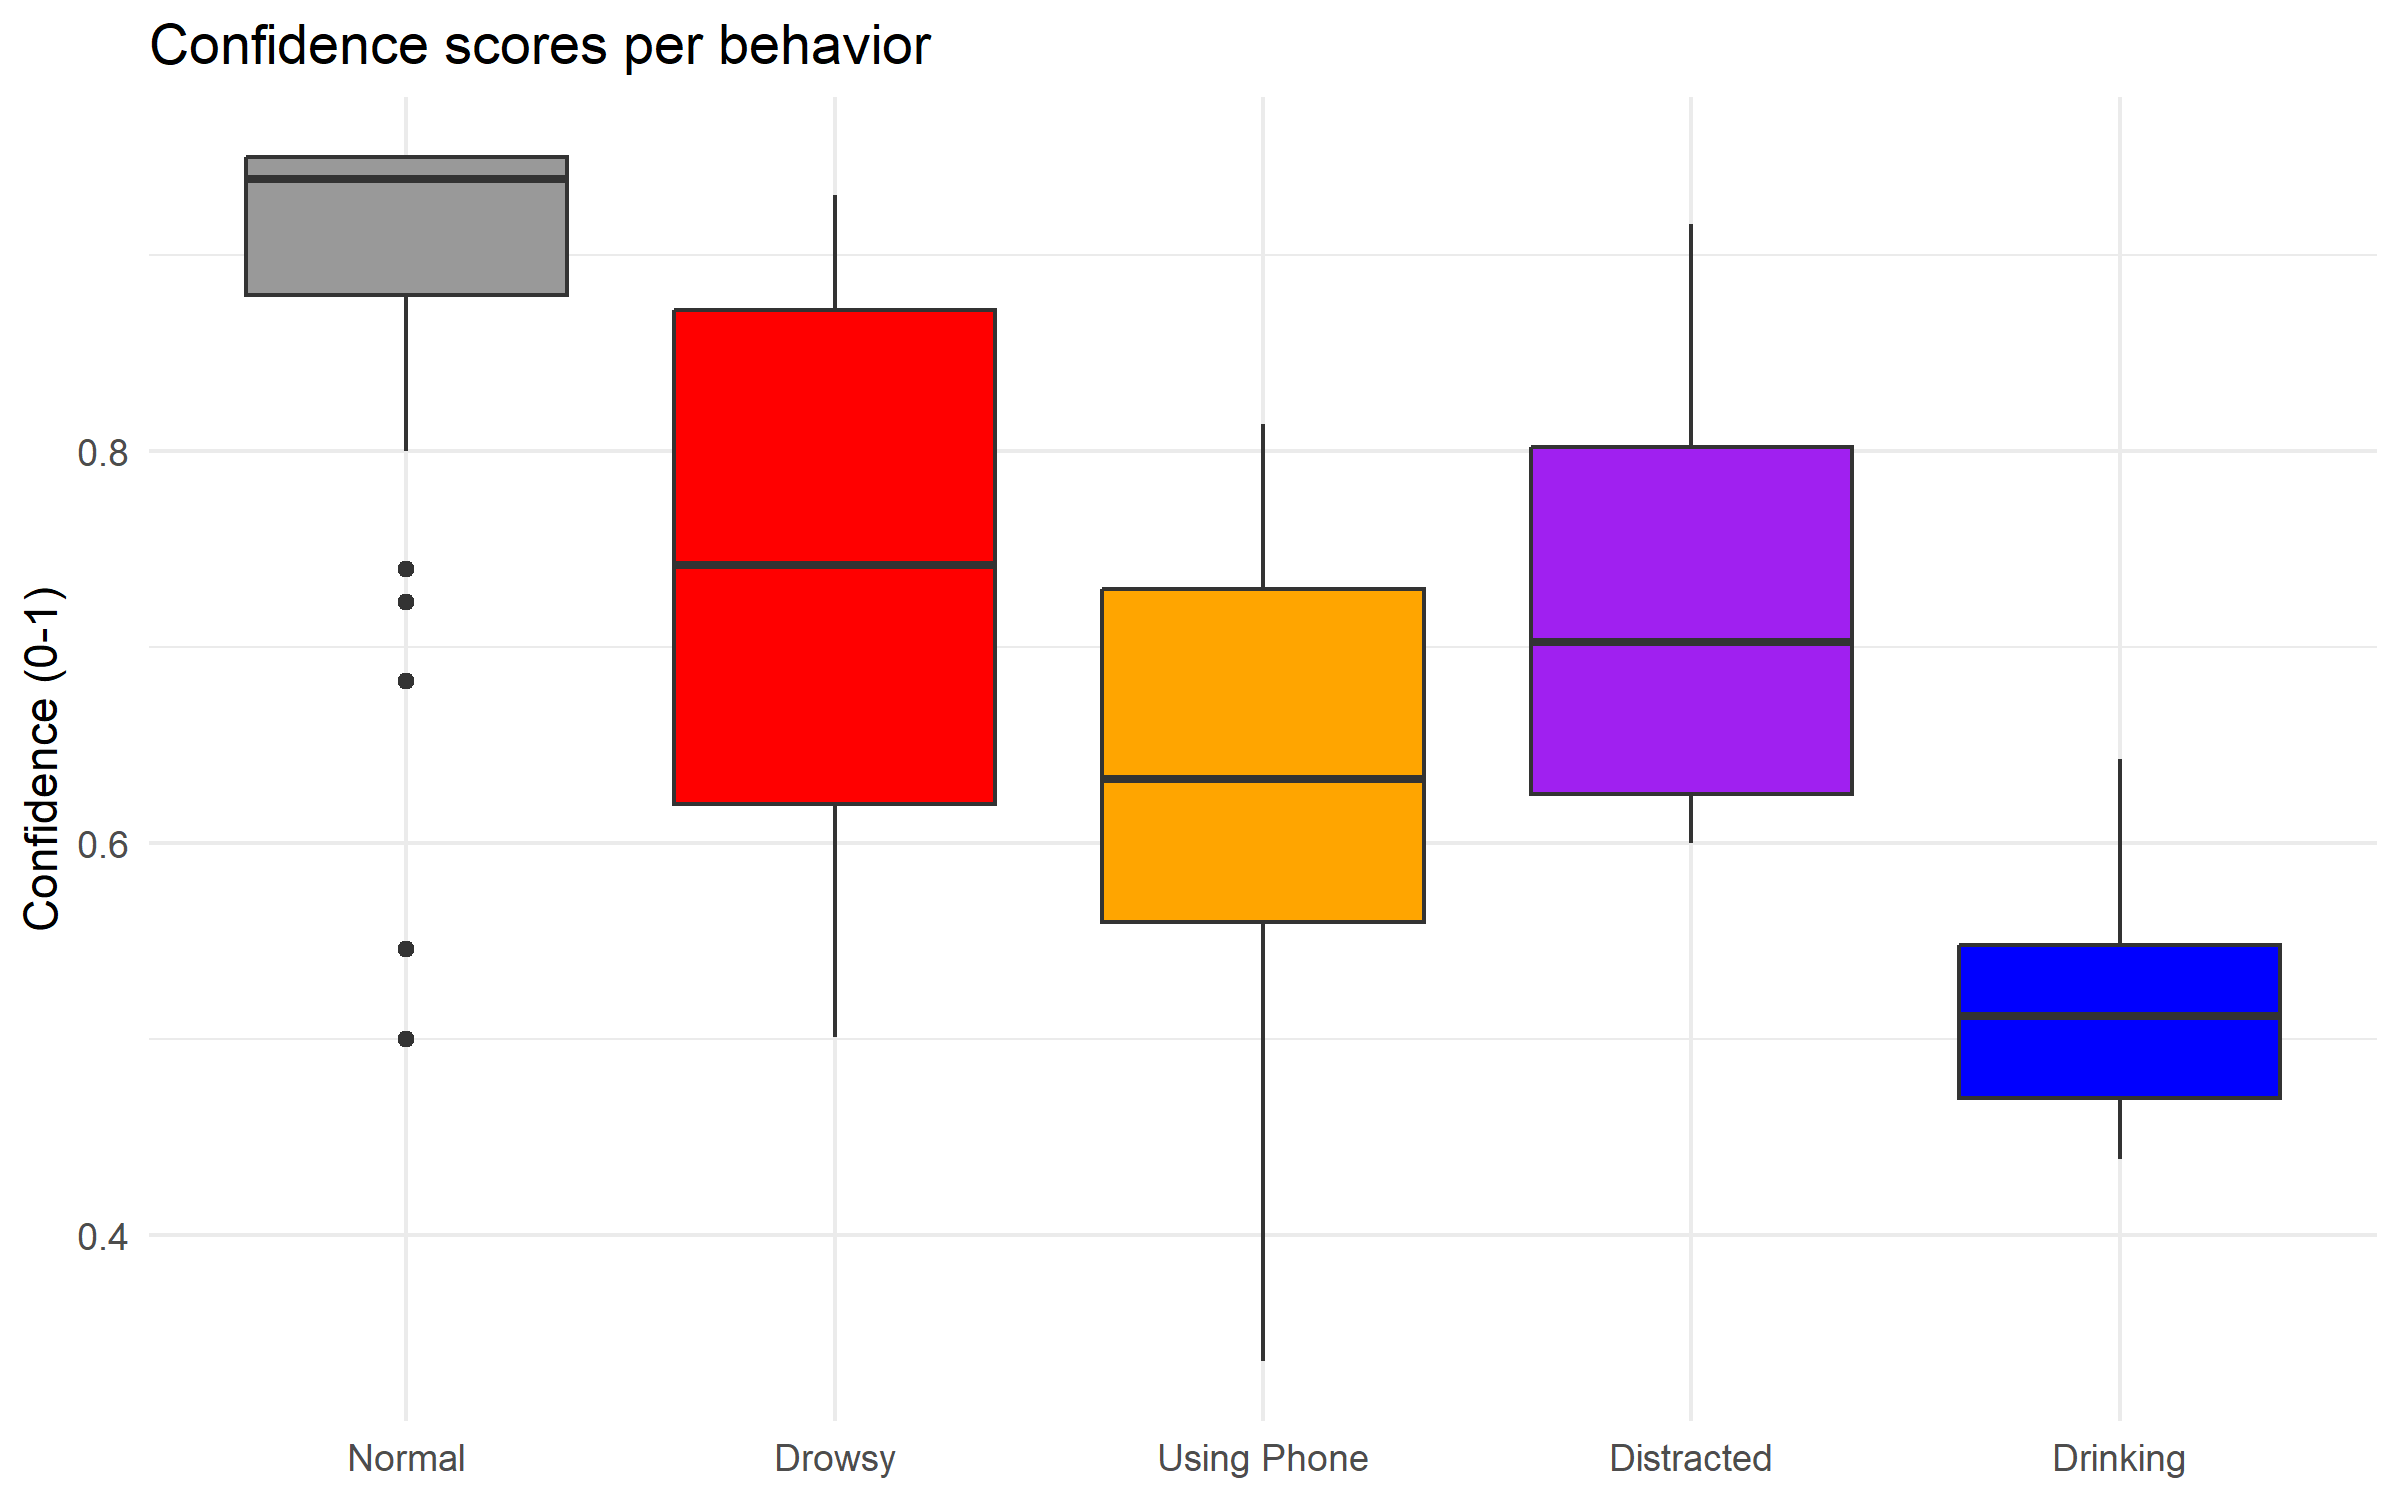 Confidence scores per behavior
Confidence (0-1)
0.8
0.6
0.4
Normal
Drowsy
Using Phone
Distracted
Drinking